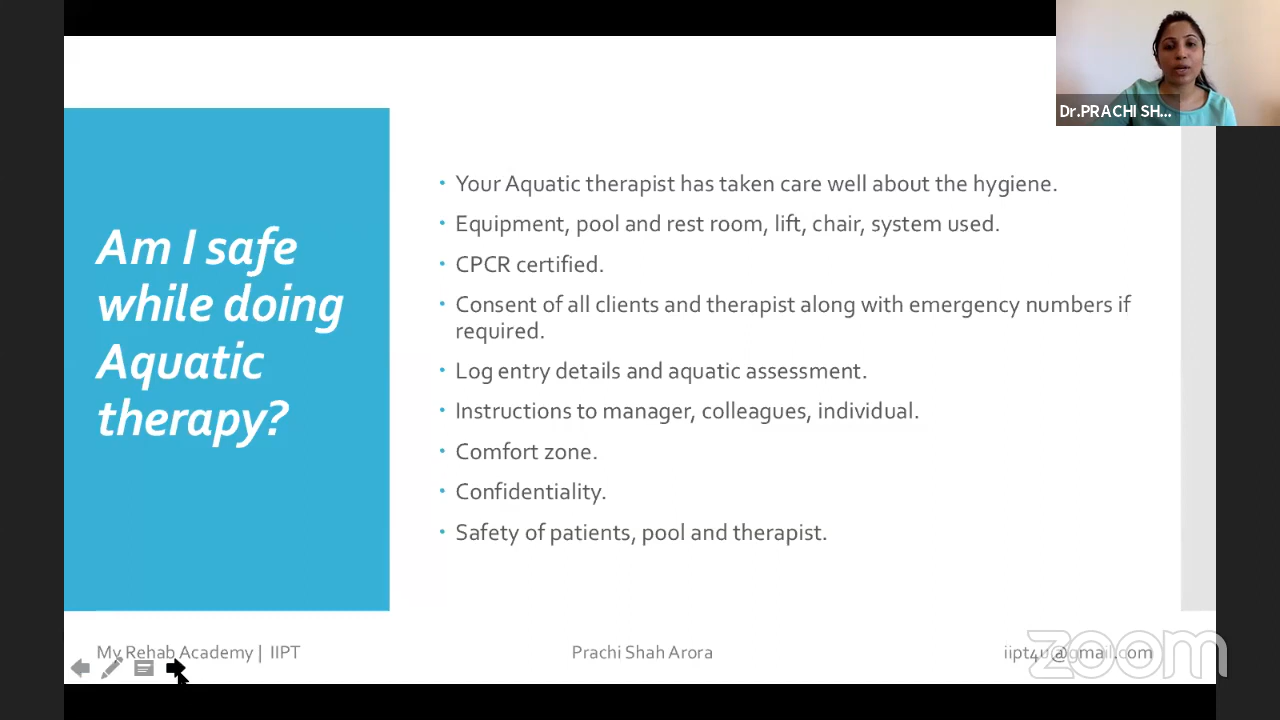 Dr.PRACHI SH...
Am I safe
while doing
Aquatic
therapy?
• Your Aquatic therapist has taken care well about the hygiene.
• Equipment, pool and rest room, lift, chair, system used.
• CPCR certified.
• Consent of all clients and therapist along with emergency numbers if
required.
• Log entry details and aquatic assessment.
• Instructions to manager, colleagues, individual.
• Comfort zone.
• Confidentiality.
• Safety of patients, pool and therapist.
My Rehab Academy | IIPT
Prachi Shah Arora
iipt4u@gmail.com
zoom